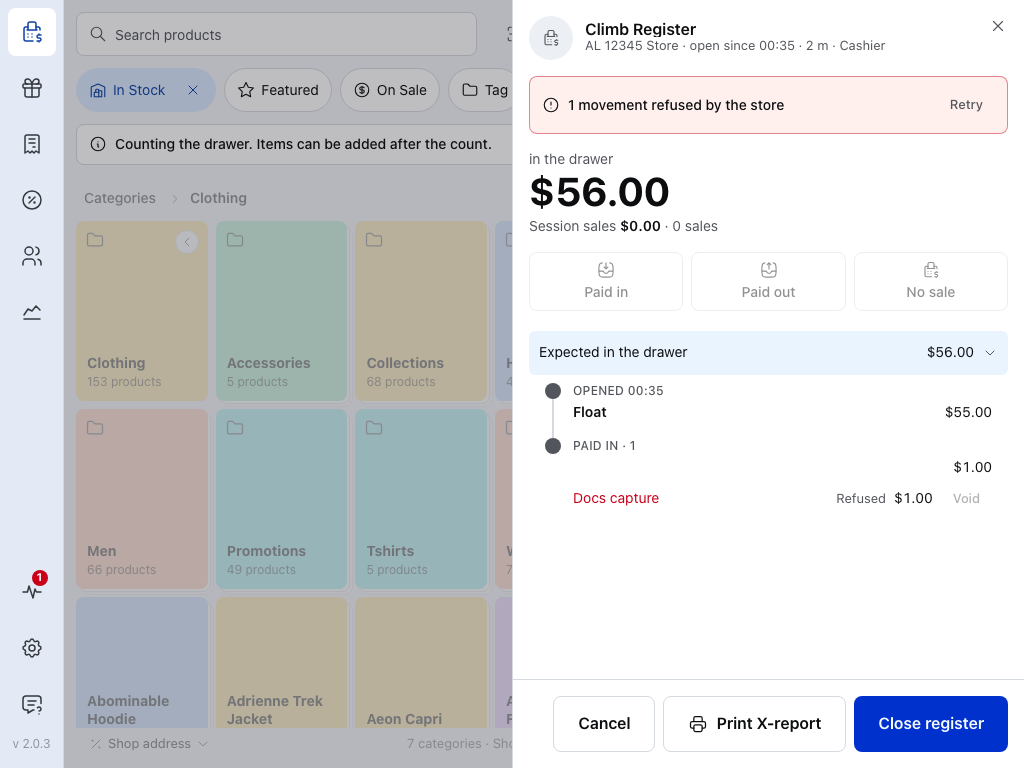 Search products
In Stock
Featured
On Sale
Tag
Counting the drawer. Items can be added after the count.
Categories
Clothing
Clothing
153 products
Accessories
5 products
Collections
68 products
Men
66 products
Promotions
49 products
Tshirts
5 products
Abominable
Hoodie
Adrienne Trek
Jacket
Aeon Capri
1
v 2.0.3
Shop address
7 categories ·
Climb Register
AL 12345 Store · open since 00:35 · 2 m · Cashier
1 movement refused by the store
Retry
in the drawer
$56.00
Session sales $0.00 · 0 sales
Paid in
Paid out
No sale
Expected in the drawer
$56.00
OPENED 00:35
Float
$55.00
PAID IN · 1
$1.00
Docs capture
Refused $1.00 Void
Cancel
Print X-report
Close register